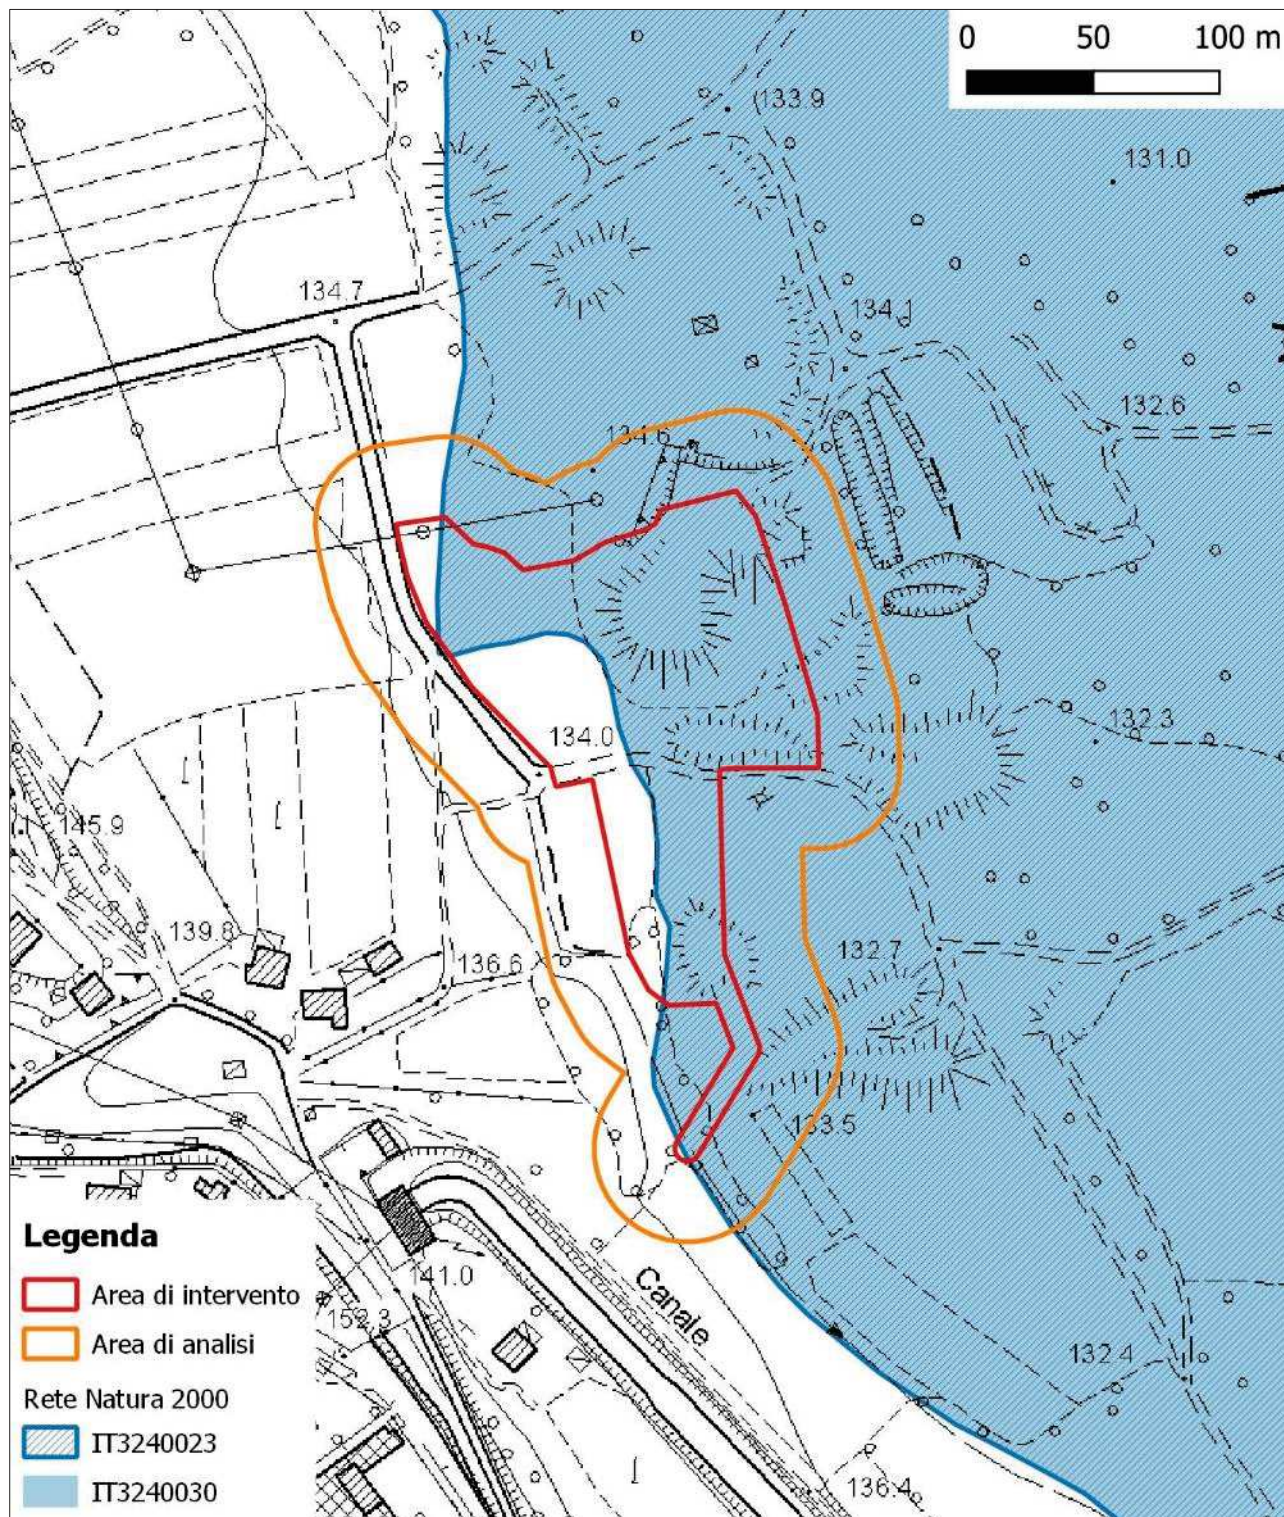 0 50 100 m
133.9
131.0
134.7
134.1
132.6
134.6
132.3
134.0
145.9
139.8
136.6
132.7
133.5
141.0
152.3
Canale
132.4
136.4
Legenda
Area di intervento
Area di analisi
Rete Natura 2000
IT3240023
IT3240030